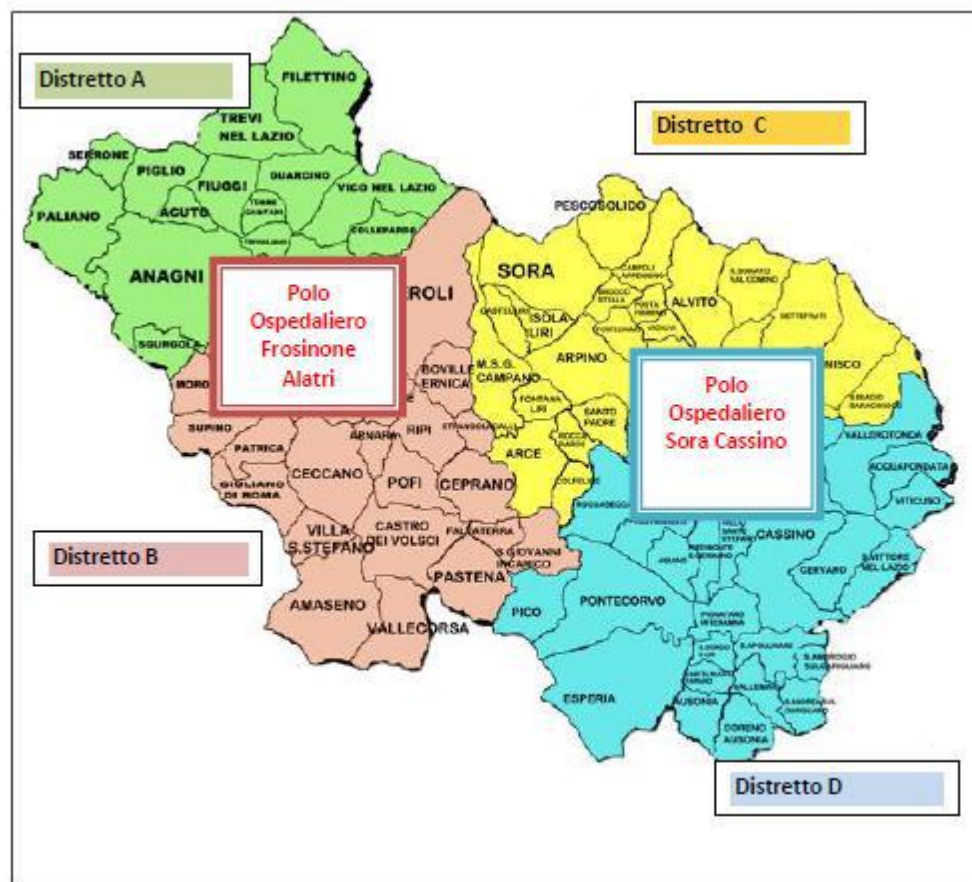 Distretto A
FILETTINO
TREVI
NEL LAZIO
Distretto C
SERRONE
PIGLIO
FIUGGI
GUARCINO
VICO NEL LAZIO
PALIANO
ACUTO
COLLEPARDO
ANAGNI
SGURGOLA
PESCOSOLIDO
SORA
ALVITO
SETTEFRATI
ISOLA
LIRI
ARPINO
M.S.G.
CAMPANO
FONTANA
LIRI
SANTO
PADRE
ARCE
NISCO
Polo
Ospedaliero
Frosinone
Alatri
EROLI
BOVILLE
ERNICA
MORO
SUPINO
PATRICA
GIULIANO
DI ROMA
ARNARA
RIPI
CECCANO
POFI
CEPRANO
VILLA
S.STEFANO
CASTRO
DEI VOLSCI
FALVATERRA
S.GIOVANNI
INCARICO
PASTENA
AMASENO
VALLECORSA
Distretto B
Polo
Ospedaliero
Sora Cassino
VALLEROTONDA
ACQUAFONDATA
VITICUSO
CASSINO
CERVARO
S.VITTORE
NEL LAZIO
PICO
PONTECORVO
ESPERIA
AUSONIA
CORENO
AUSONIA
Distretto D